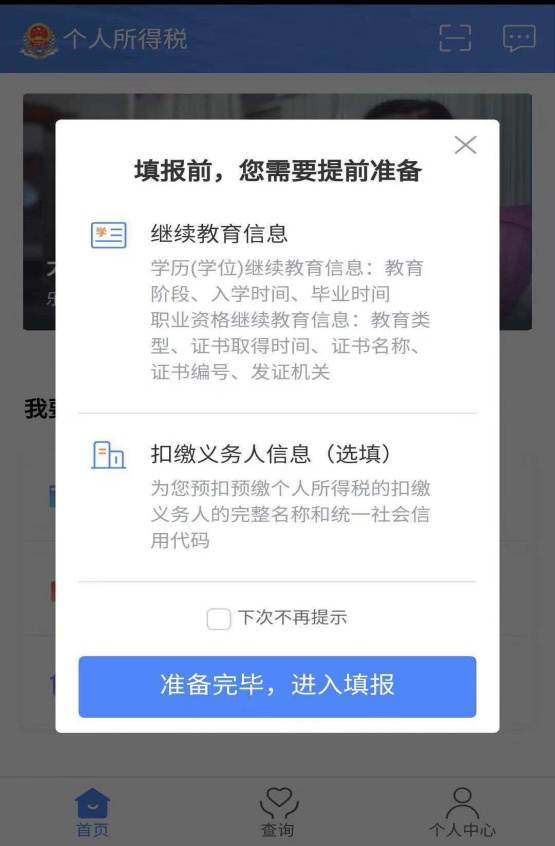 个人所得税
填报前，您需要提前准备
继续教育信息
学历(学位)继续教育信息：教育
阶段、入学时间、毕业时间
职业资格继续教育信息：教育类
型、证书取得时间、证书名称、
证书编号、发证机关
我要
扣缴义务人信息（选填）
为您预扣预缴个人所得税的扣缴
义务人的完整名称和统一社会信
用代码
下次不再提示
准备完毕，进入填报
首页
查询
个人中心